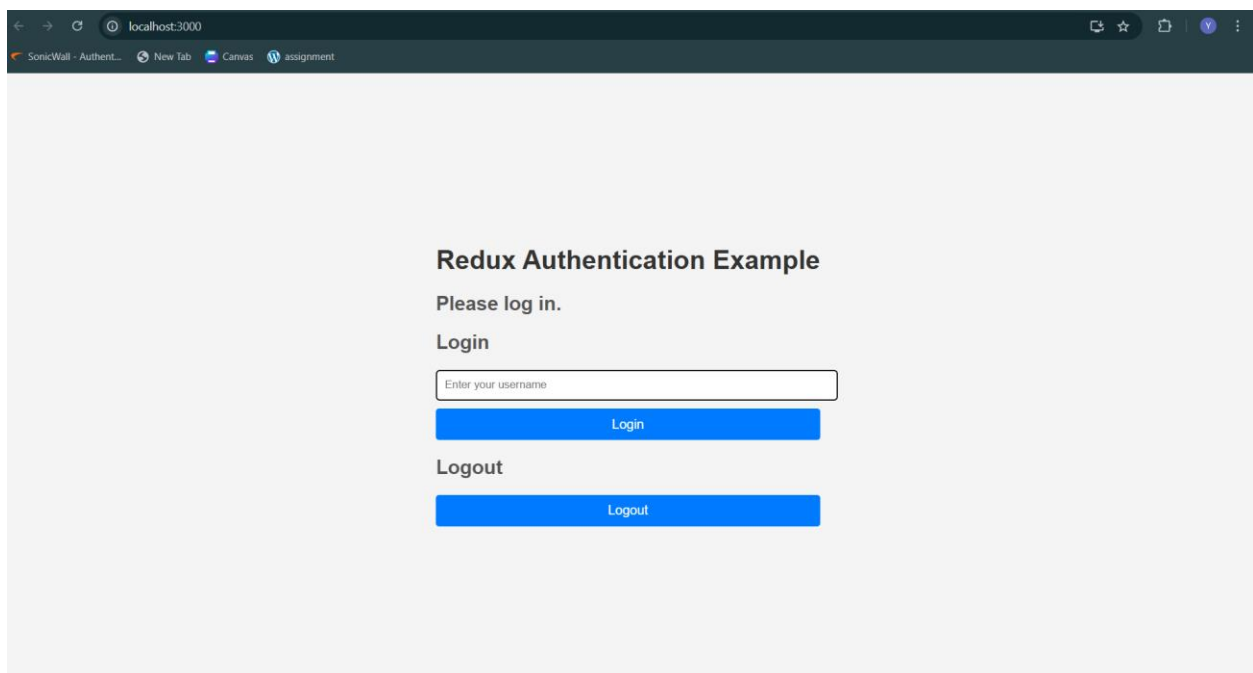 localhost:3000
Y
SonicWall - Authent... New Tab Canvas assignment
Redux Authentication Example
Please log in.
Login
Enter your username
Login
Logout
Logout